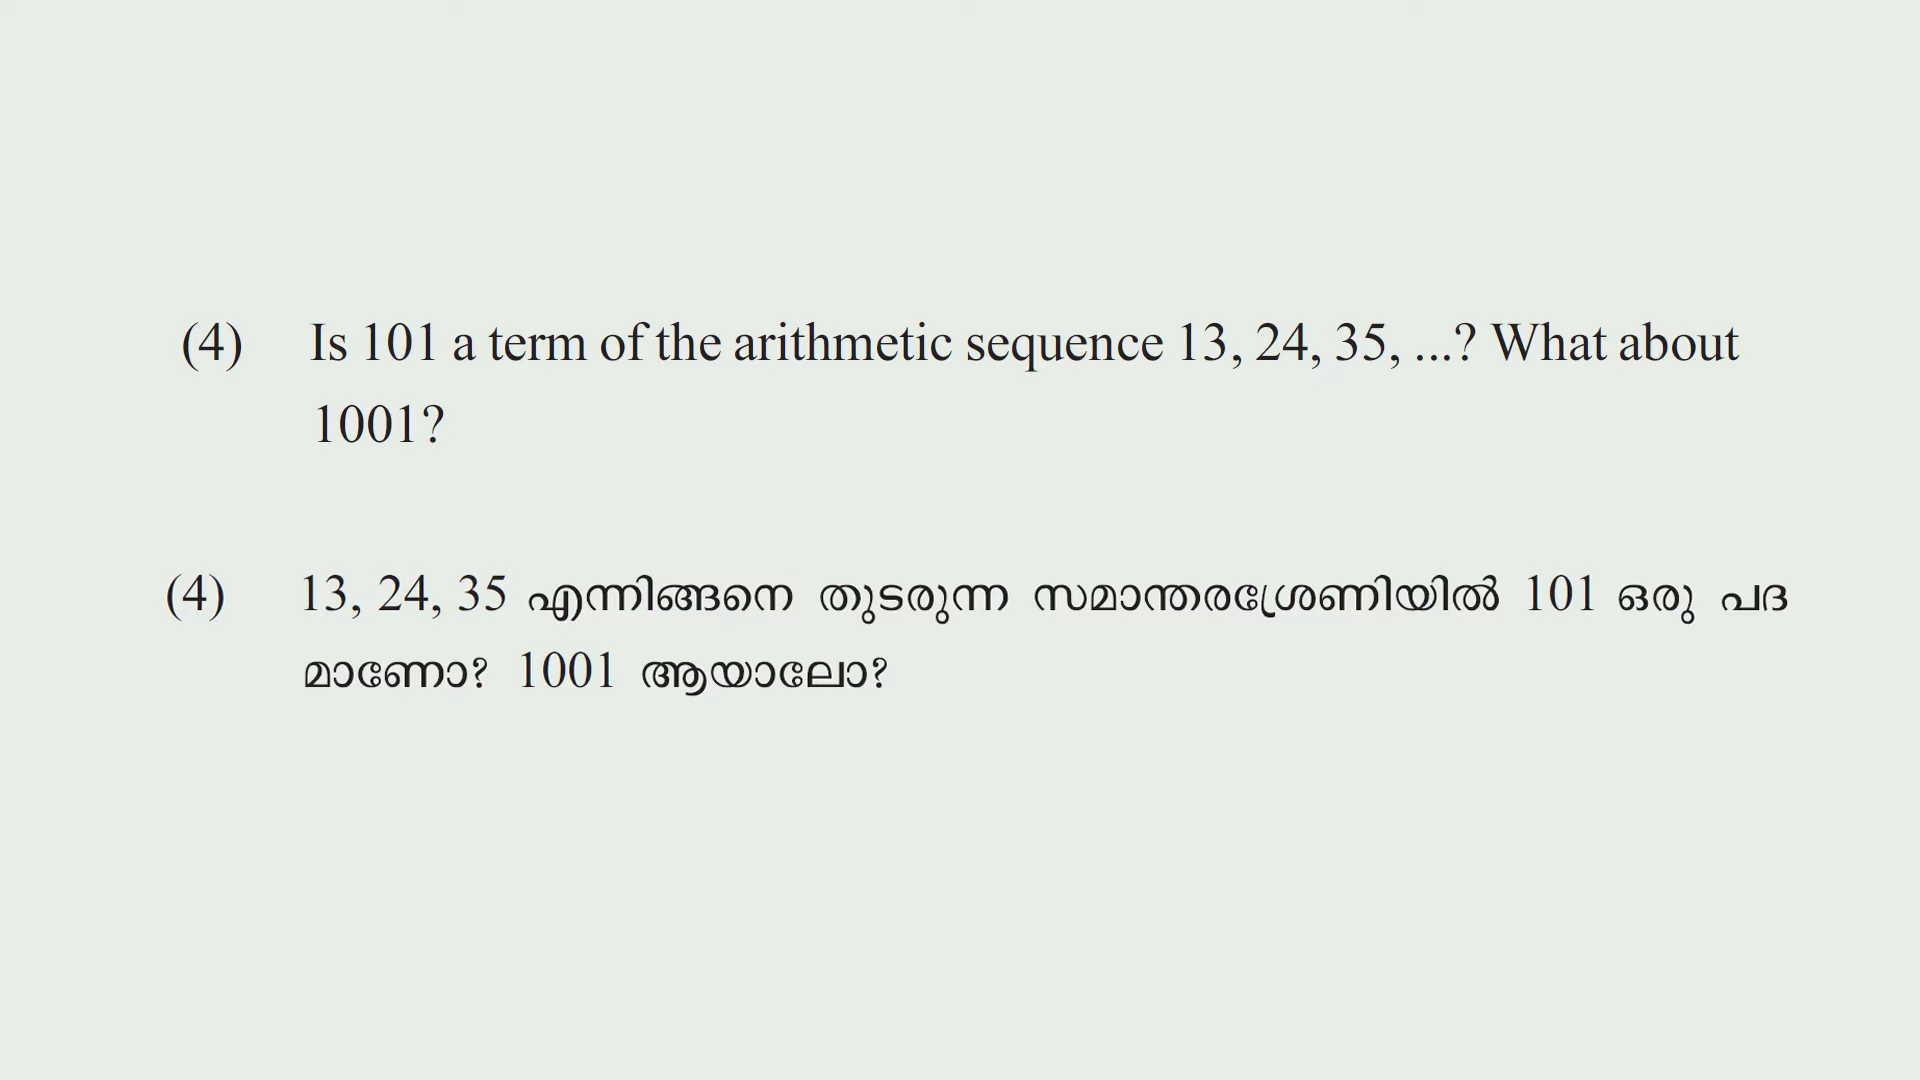 (4) Is 101 a term of the arithmetic sequence 13, 24, 35, ...? What about
1001?
(4) 13, 24, 35 എന്നിങ്ങനെ തുടരുന്ന സമാന്തരശ്രേണിയിൽ 101 ഒരു പദ
മാണോ? 1001 ആയാലോ?